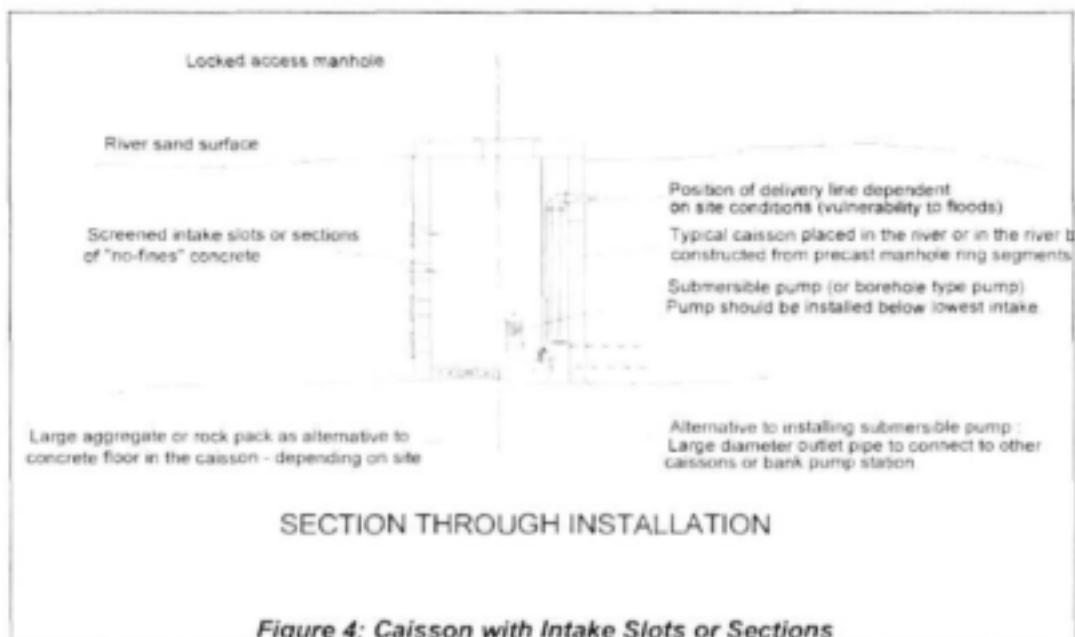 Locked access manhole
River sand surface
Screened intake slots or sections
of "no-fines" concrete
Large aggregate or rock pack as alternative to
concrete floor in the caisson - depending on site
Position of delivery line dependent
on site conditions (vulnerability to floods)
Typical caisson placed in the river or in the river b
constructed from precast manhole ring segments
Submersible pump (or borehole type pump)
Pump should be installed below lowest intake
Alternative to installing submersible pump :
Large diameter outlet pipe to connect to other
caissons or bank pump station
SECTION THROUGH INSTALLATION
Figure 4: Caisson with Intake Slots or Sections